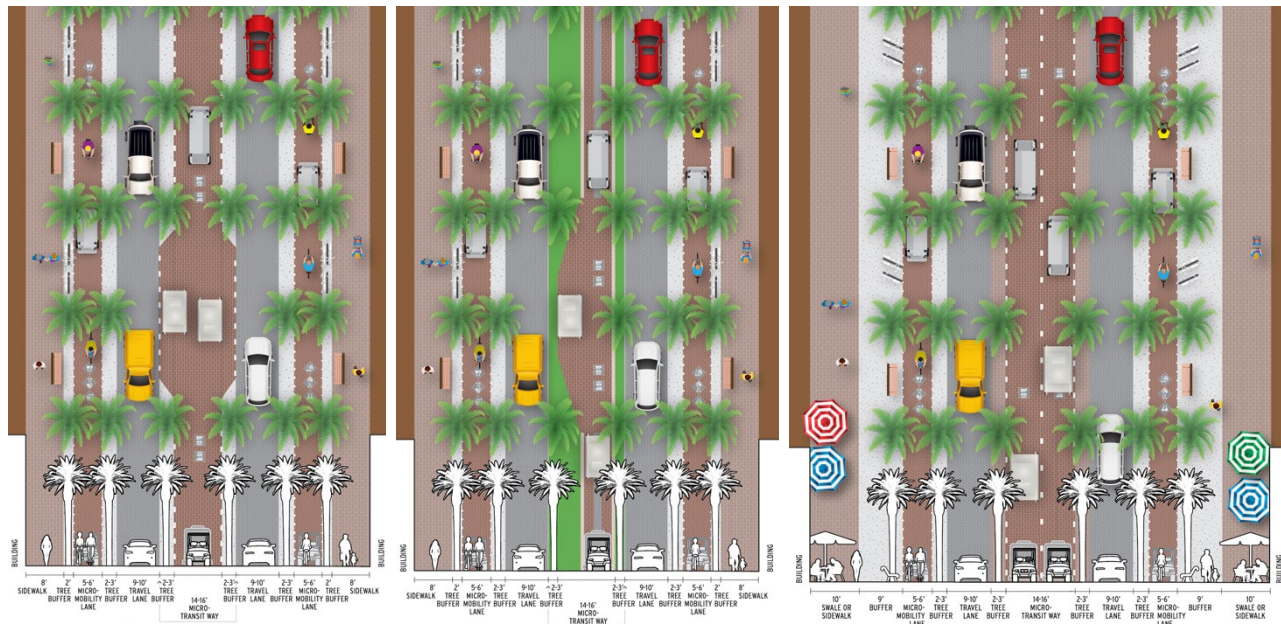 BUILDING
8'
SIDEWALK
2'
TREE
BUFFER
5-6'
MICRO-
MOBILITY
LANE
2-3'
TREE
BUFFER
9-10'
TRAVEL
LANE
~2-3'
TREE
BUFFER
14-16'
MICRO-
TRANSIT WAY
2-3'~
TREE
BUFFER
9-10'
TRAVEL
LANE
2-3'
TREE
BUFFER
5-6'
MICRO-
MOBILITY
LANE
2'
TREE
BUFFER
8'
SIDEWALK
BUILDING
BUILDING
8'
SIDEWALK
2'
TREE
BUFFER
5-6'
MICRO-
MOBILITY
LANE
2-3'
TREE
BUFFER
9-10'
TRAVEL
LANE
~2-3'
TREE
BUFFER
14-16'
MICRO-
TRANSIT WAY
2-3'~
TREE
BUFFER
9-10'
TRAVEL
LANE
2-3'
TREE
BUFFER
5-6'
MICRO-
MOBILITY
LANE
2'
TREE
BUFFER
8'
SIDEWALK
BUILDING
BUILDING
10'
SWALE OR
SIDEWALK
9'
BUFFER
5-6'
MICRO-
MOBILITY
LANE
2-3'
TREE
BUFFER
9-10'
TRAVEL
LANE
2-3'
TREE
BUFFER
14-16'
MICRO-
TRANSIT WAY
2-3'
TREE
BUFFER
9-10'
TRAVEL
LANE
2-3'
TREE
BUFFER
5-6'
MICRO-
MOBILITY
LANE
9'
BUFFER
10'
SWALE OR
SIDEWALK
BUILDING